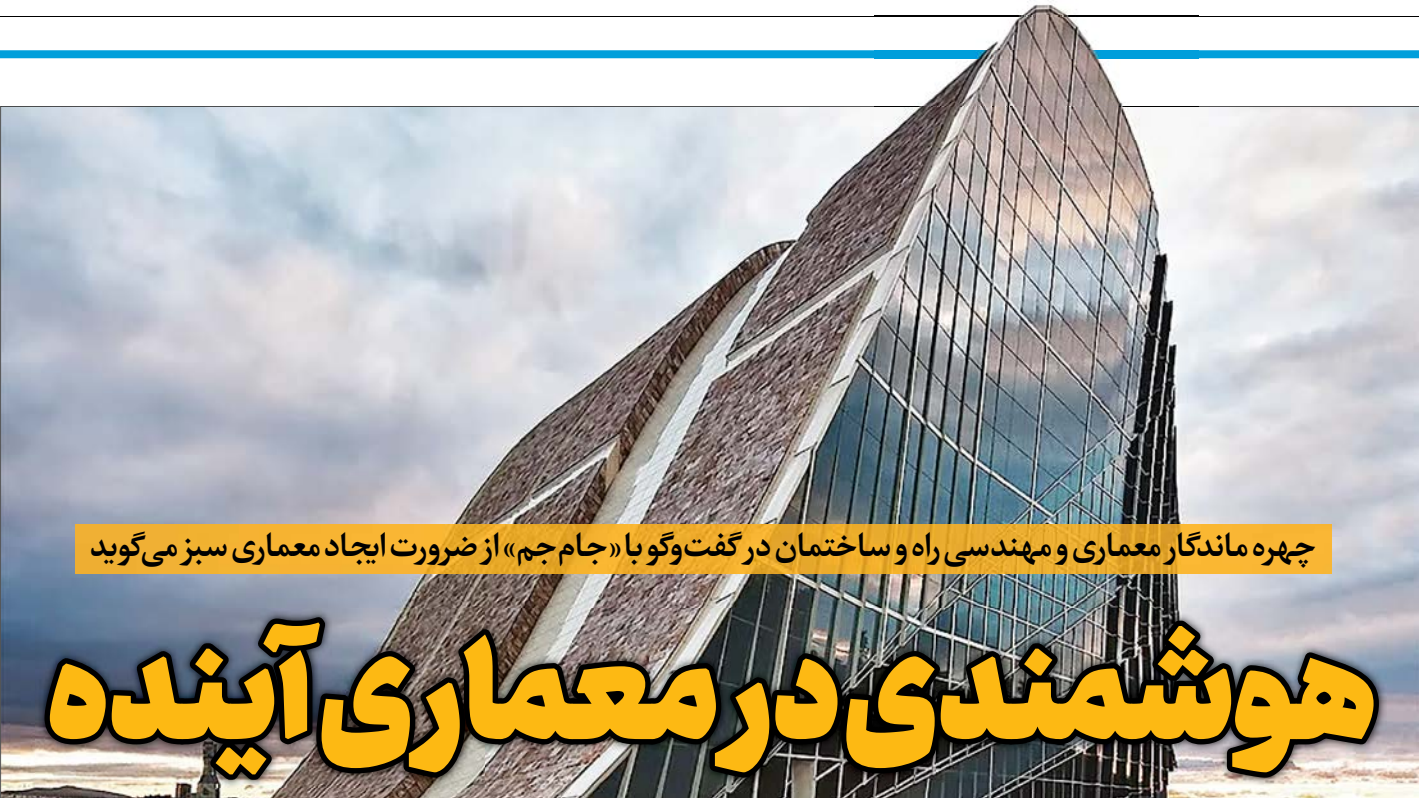 چهره ماندگار معماری و مهندسی راه و ساختمان در گفت‌وگو با «جام‌جم» از ضرورت ایجاد معماری سبز می‌گوید
هوشمندی در معماری آینده